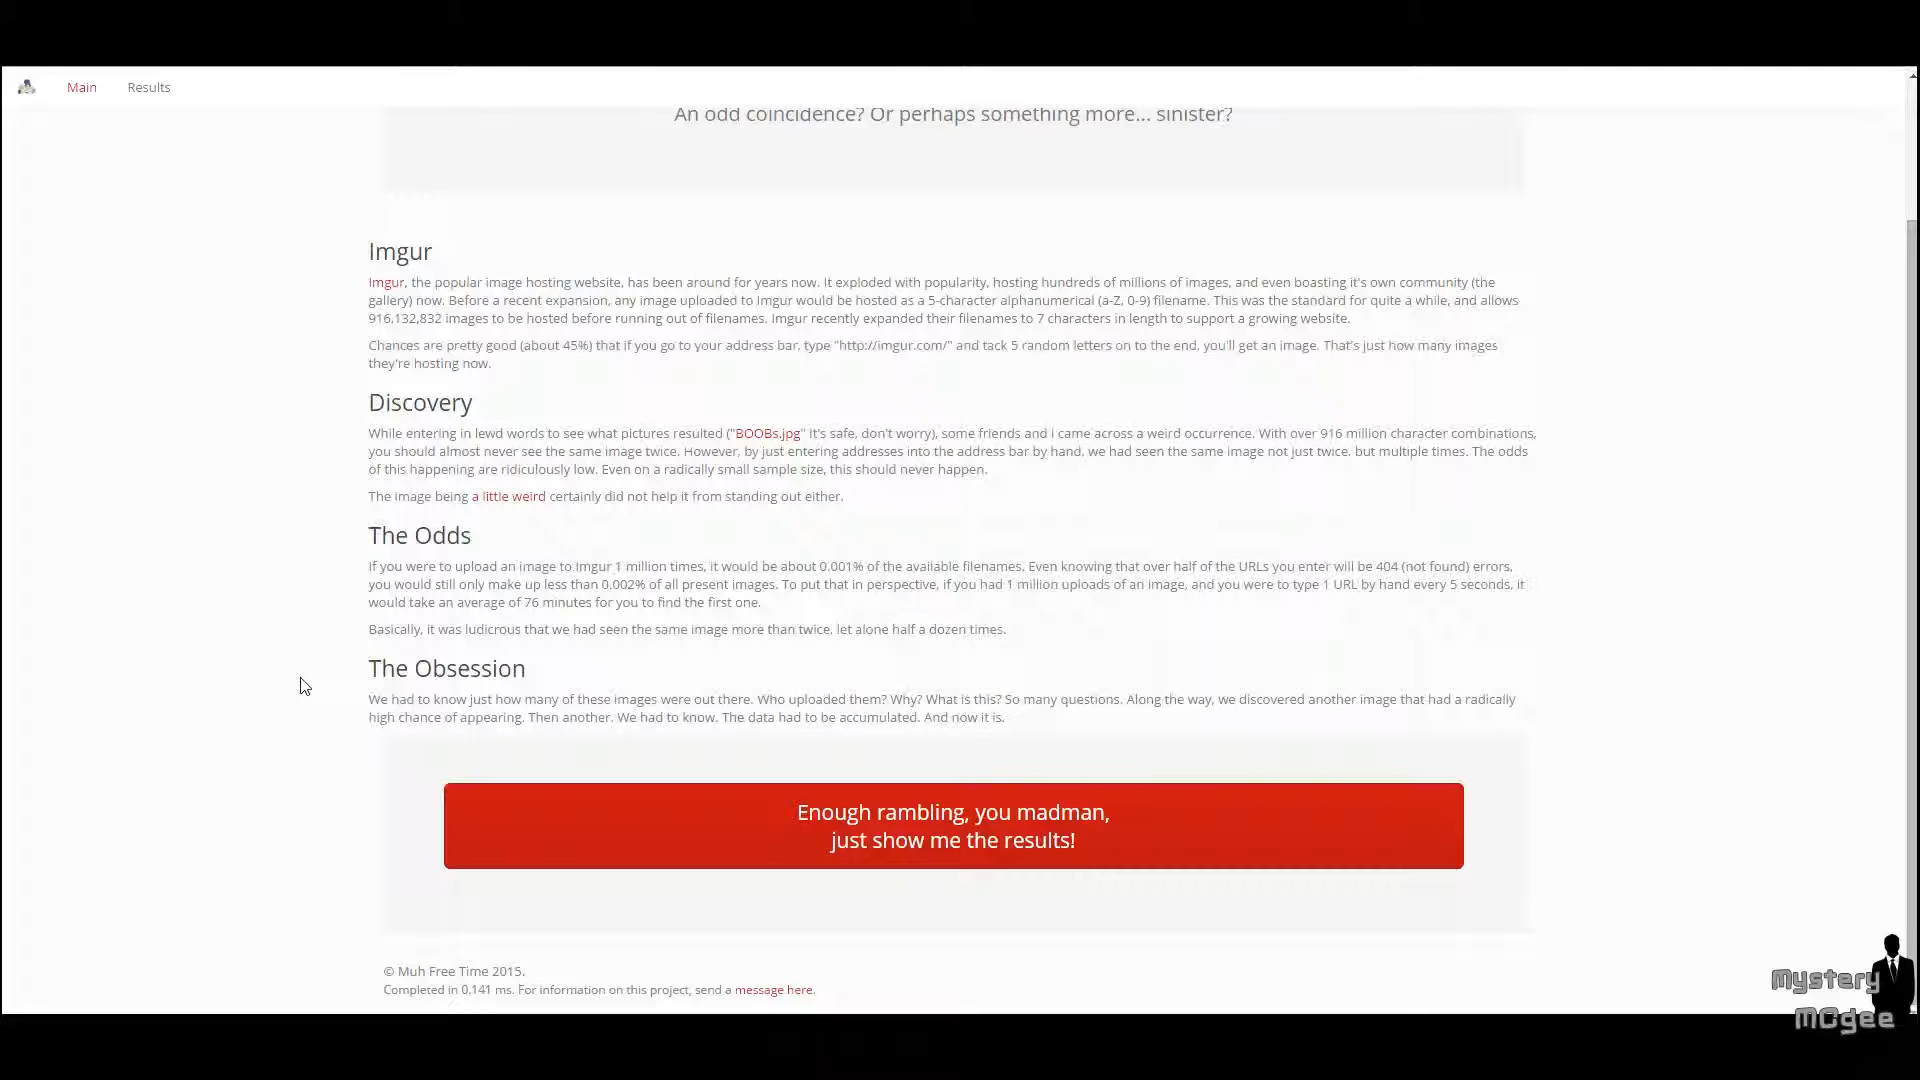 Main Results
An odd coincidence? Or perhaps something more... sinister?
Imgur
Imgur, the popular image hosting website, has been around for years now. It exploded with popularity, hosting hundreds of millions of images, and even boasting it's own community (the
gallery) now. Before a recent expansion, any image uploaded to Imgur would be hosted as a 5-character alphanumerical (a-Z, 0-9) filename. This was the standard for quite a while, and allows
916,132,832 images to be hosted before running out of filenames. Imgur recently expanded their filenames to 7 characters in length to support a growing website.
Chances are pretty good (about 45%) that if you go to your address bar, type "http://imgur.com/" and tack 5 random letters on to the end, you'll get an image. That's just how many images
they're hosting now.
Discovery
While entering in lewd words to see what pictures resulted ("BOOBs.jpg" it's safe, don't worry), some friends and i came across a weird occurrence. With over 916 million character combinations,
you should almost never see the same image twice. However, by just entering addresses into the address bar by hand, we had seen the same image not just twice, but multiple times. The odds
of this happening are ridiculously low. Even on a radically small sample size, this should never happen.
The image being a little weird certainly did not help it from standing out either.
The Odds
If you were to upload an image to Imgur 1 million times, it would be about 0.001% of the available filenames. Even knowing that over half of the URLs you enter will be 404 (not found) errors,
you would still only make up less than 0.002% of all present images. To put that in perspective, if you had 1 million uploads of an image, and you were to type 1 URL by hand every 5 seconds, it
would take an average of 76 minutes for you to find the first one.
Basically, it was ludicrous that we had seen the same image more than twice, let alone half a dozen times.
The Obsession
We had to know just how many of these images were out there. Who uploaded them? Why? What is this? So many questions. Along the way, we discovered another image that had a radically
high chance of appearing. Then another. We had to know. The data had to be accumulated. And now it is.
Enough rambling, you madman,
just show me the results!
© Muh Free Time 2015.
Completed in 0.141 ms. For information on this project, send a message here.
Mystery
MCgee